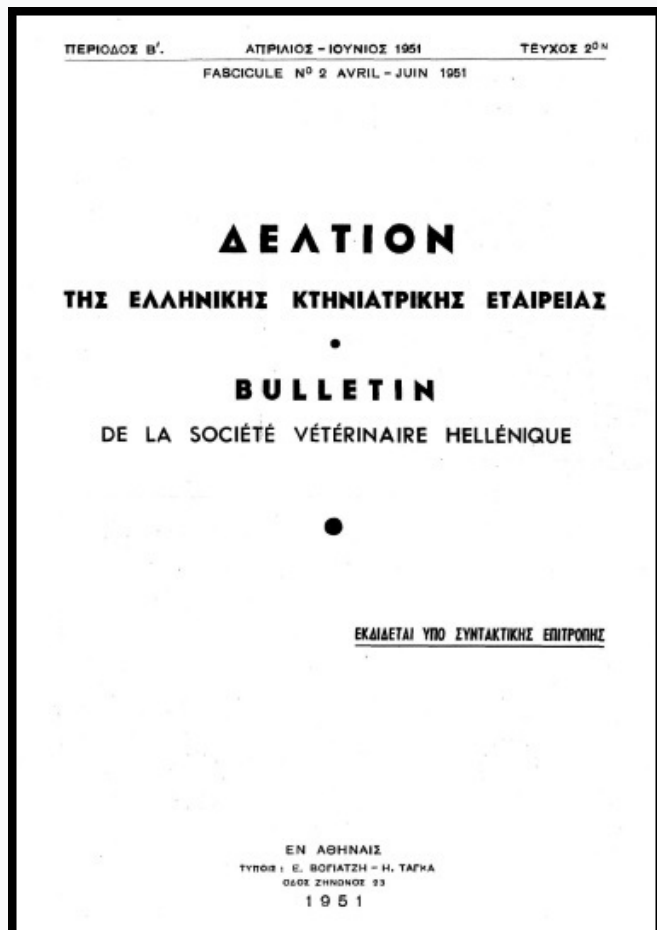 ΠΕΡΙΟΔΟΣ Β΄. ΑΠΡΙΛΙΟΣ – ΙΟΥΝΙΟΣ 1951 ΤΕΥΧΟΣ 2ΟΝ
FASCICULE Nº 2 AVRIL – JUIN 1951
ΔΕΛΤΙΟΝ
ΤΗΣ ΕΛΛΗΝΙΚΗΣ ΚΤΗΝΙΑΤΡΙΚΗΣ ΕΤΑΙΡΕΙΑΣ
•
BULLETIN
DE LA SOCIÉTÉ VÉTÉRINAIRE HELLÉNIQUE
•
ΕΚΔΙΔΕΤΑΙ ΥΠΟ ΣΥΝΤΑΚΤΙΚΗΣ ΕΠΙΤΡΟΠΗΣ
ΕΝ ΑΘΗΝΑΙΣ
ΤΥΠΟΙΣ : Ε. ΒΟΓΙΑΤΖΗ – Η. ΤΑΓΚΑ
ΟΔΟΣ ΖΗΝΩΝΟΣ 23
1951